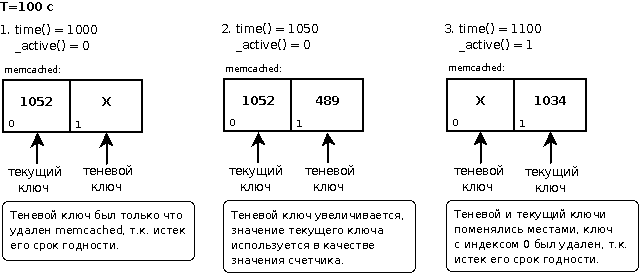 T=100 с
1. time() = 1000
_active() = 0
memcached:
1052
X
0
1
текущий
ключ
теневой
ключ
Теневой ключ был только что
удален memcached, т.к. истек
его срок годности.
2. time() = 1050
_active() = 0
memcached:
1052
489
0
1
текущий
ключ
теневой
ключ
Теневой ключ увеличивается,
значение текущего ключа
используется в качестве
значения счетчика.
3. time() = 1100
_active() = 1
memcached:
X
1034
0
1
теневой
ключ
текущий
ключ
Теневой и текущий ключи
поменялись местами, ключ
с индексом 0 был удален, т.к.
истек его срок годности.